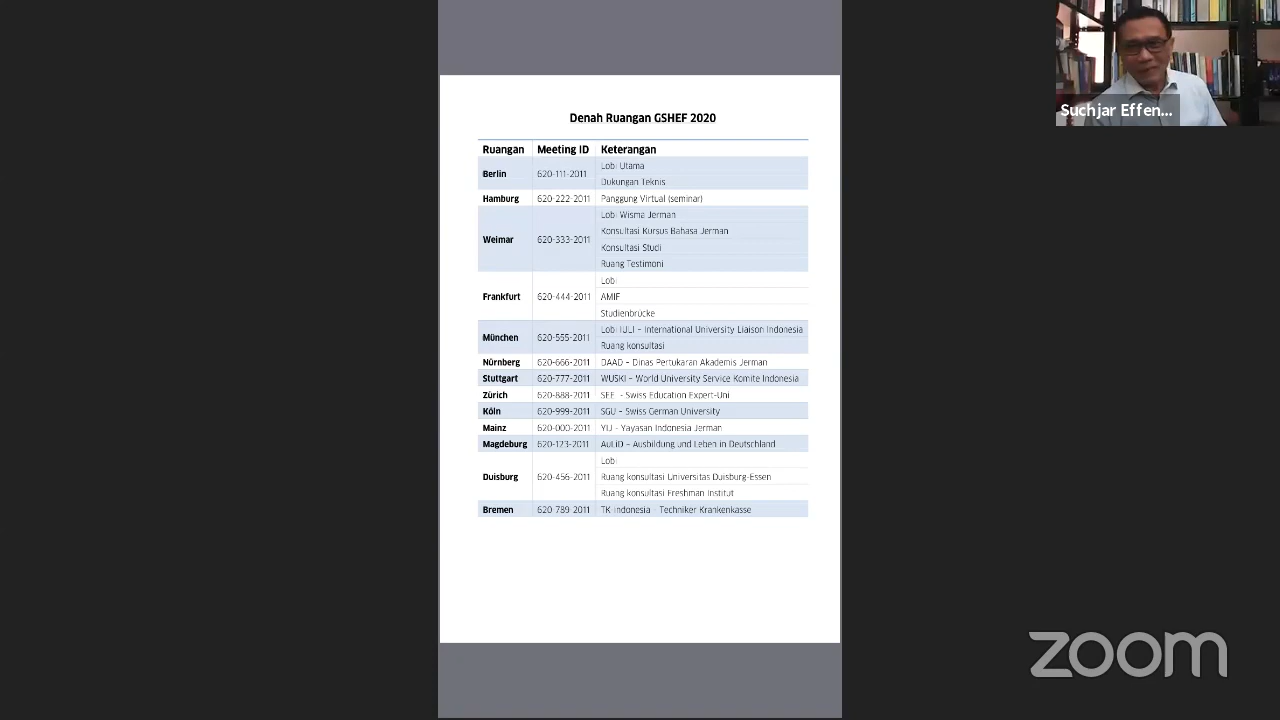 Denah Ruangan GSHEF 2020
Ruangan Meeting ID Keterangan
Berlin 620-111-2011 Lobi Utama
Dukungan Teknis
Hamburg 620-222-2011 Panggung Virtual (seminar)
Weimar 620-333-2011 Lobi Wisma Jerman
Konsultasi Kursus Bahasa Jerman
Konsultasi Studi
Ruang Testimoni
Frankfurt 620-444-2011 Lobi
AMIF
Studienbrücke
München 620-555-2011 Lobi IULI – International University Liaison Indonesia
Ruang konsultasi
Nürnberg 620-666-2011 DAAD – Dinas Pertukaran Akademis Jerman
Stuttgart 620-777-2011 WUSKI – World University Service Komite Indonesia
Zürich 620-888-2011 SEE - Swiss Education Expert-Uni
Köln 620-999-2011 SGU – Swiss German University
Mainz 620-000-2011 YIJ - Yayasan Indonesia Jerman
Magdeburg 620-123-2011 AuLiD – Ausbildung und Leben in Deutschland
Duisburg 620-456-2011 Lobi
Ruang konsultasi Universitas Duisburg-Essen
Ruang konsultasi Freshman Institut
Bremen 620-789-2011 TK Indonesia - Techniker Krankenkasse
Suchjar Effen...
zoom